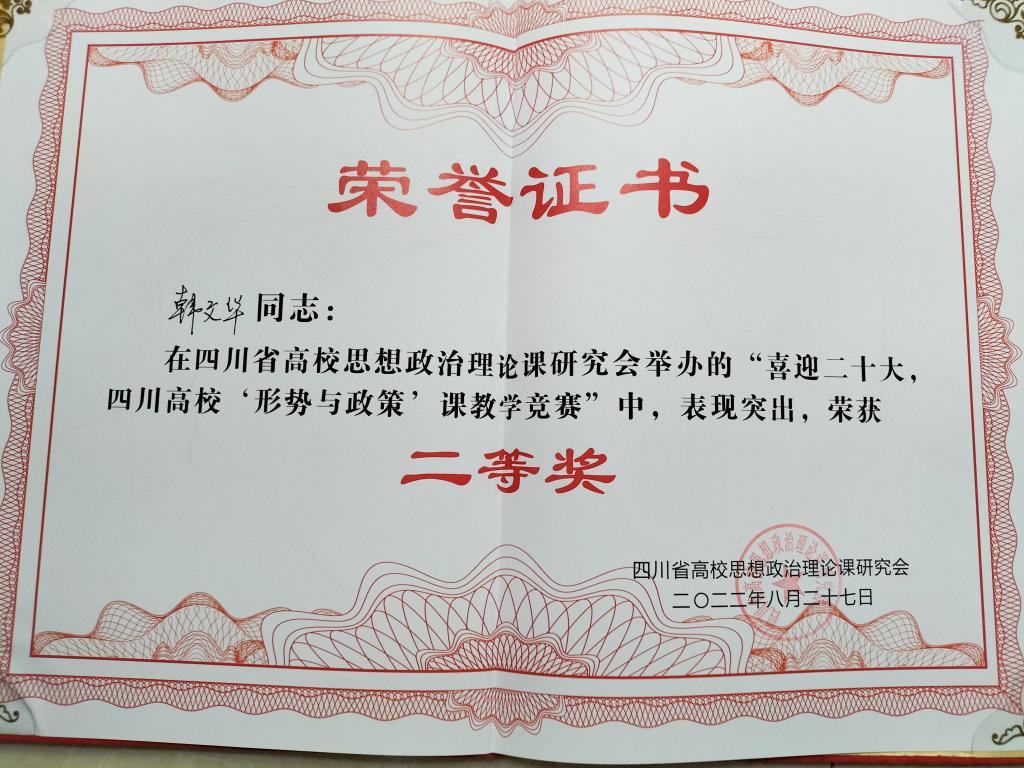 荣誉证书
韩文华同志：
在四川省高校思想政治理论课研究会举办的“喜迎二十大，
四川高校‘形势与政策’课教学竞赛”中，表现突出，荣获
二等奖
四川省高校思想政治理论课研究会
二〇二二年八月二十七日